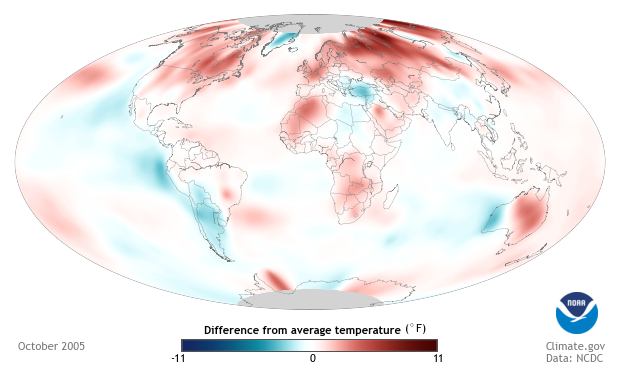 NOAA
Difference from average temperature (°F)
-11 0 11
October 2005
Climate.gov
Data: NCDC